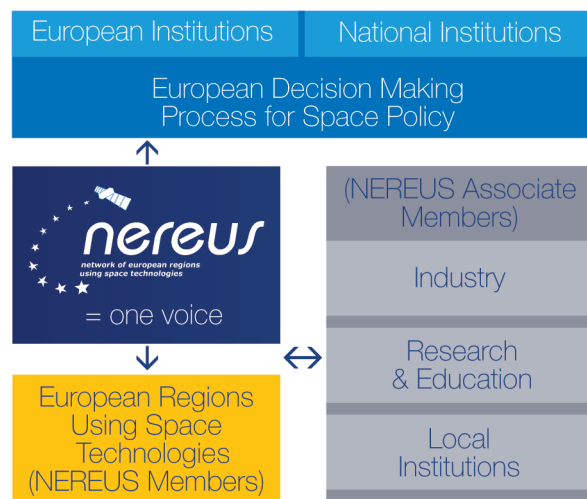 European Institutions
National Institutions
European Decision Making
Process for Space Policy
nereus
network of european regions
using space technologies
= one voice
European Regions
Using Space
Technologies
(NEREUS Members)
(NEREUS Associate
Members)
Industry
Research
& Education
Local
Institutions